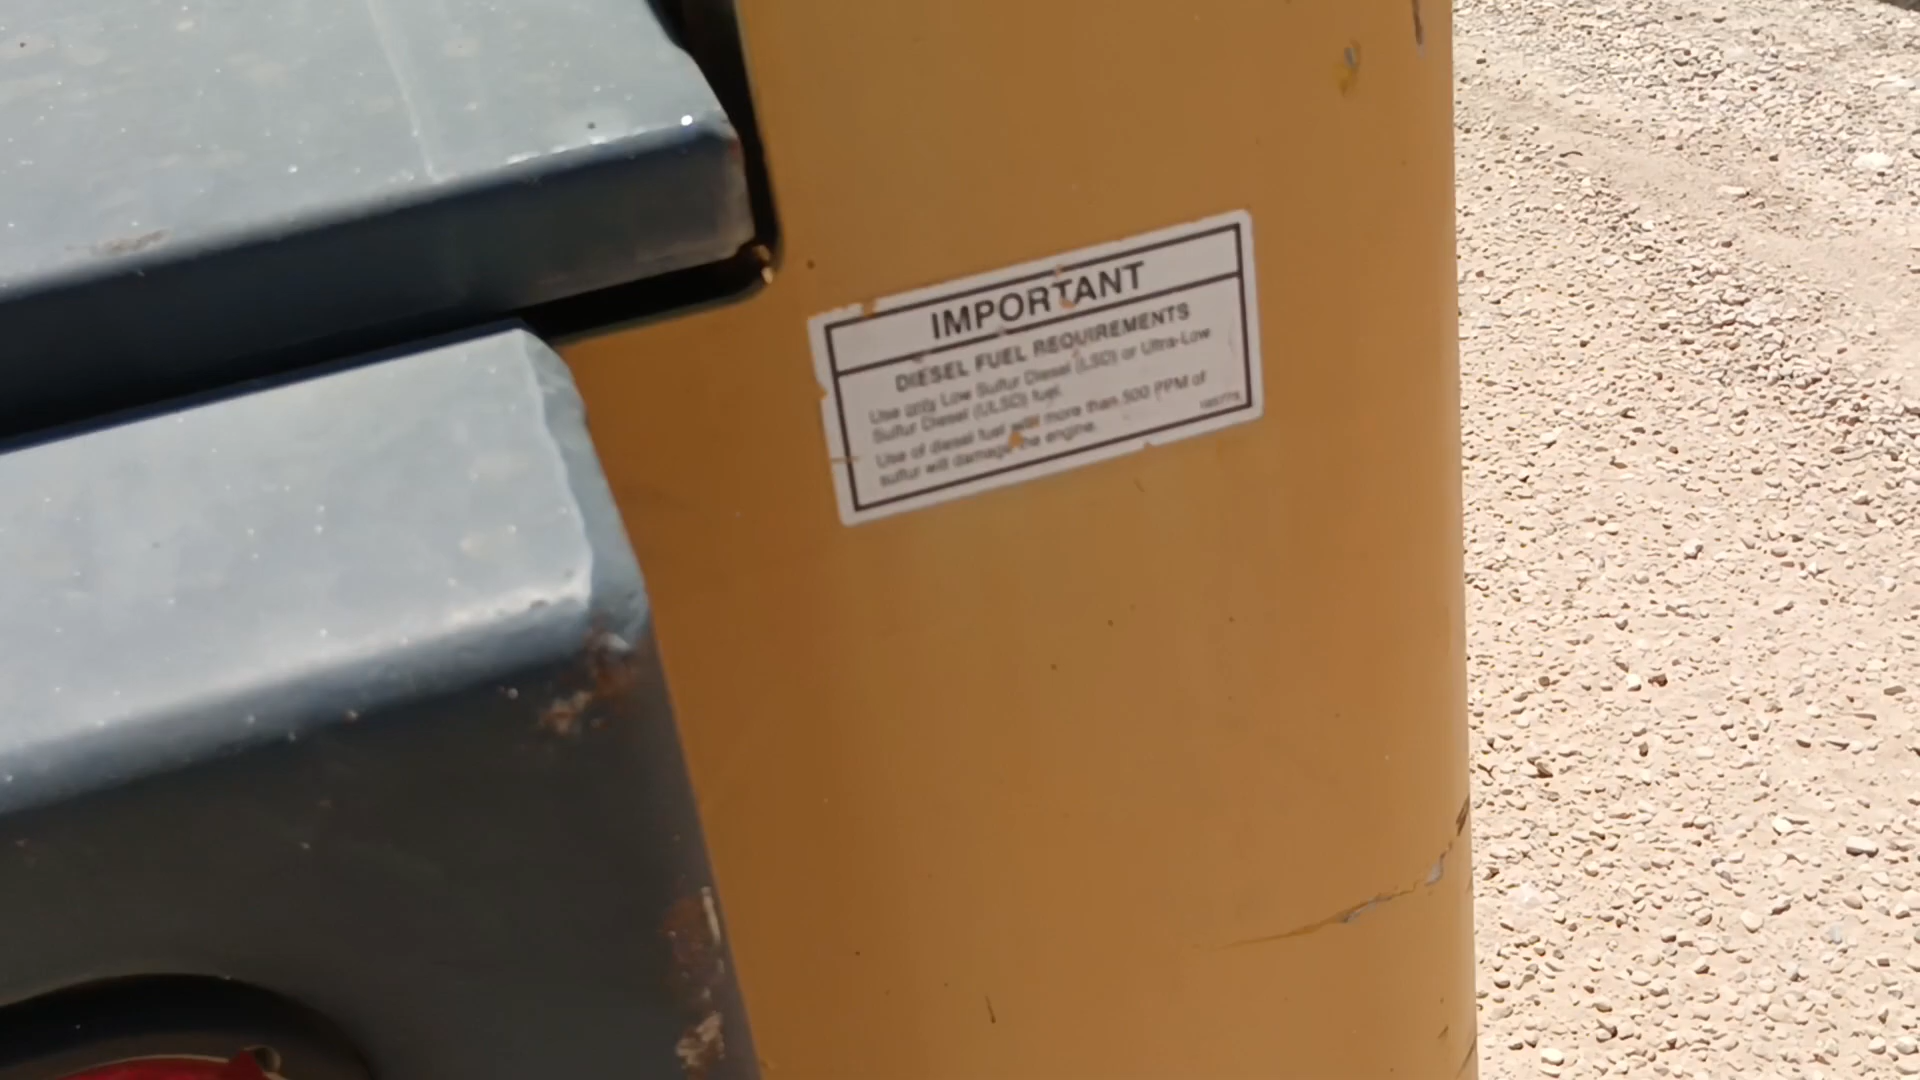 IMPORTANT
DIESEL FUEL REQUIREMENTS
Use only Low Sulfur Diesel (LSD) or Ultra-Low
Sulfur Diesel (ULSD) fuel.
Use of diesel fuel with more than 500 PPM of
sulfur will damage the engine.